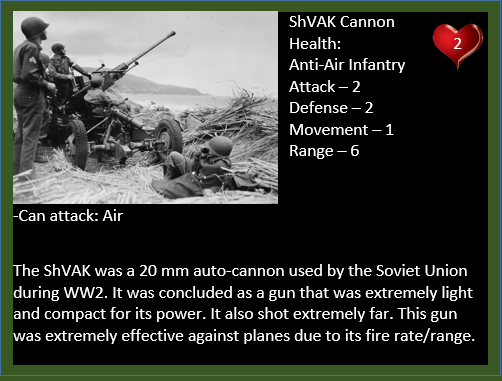 ShVAK Cannon
Health:
2
Anti-Air Infantry
Attack – 2
Defense – 2
Movement – 1
Range – 6
-Can attack: Air
The ShVAK was a 20 mm auto-cannon used by the Soviet Union
during WW2. It was concluded as a gun that was extremely light
and compact for its power. It also shot extremely far. This gun
was extremely effective against planes due to its fire rate/range.